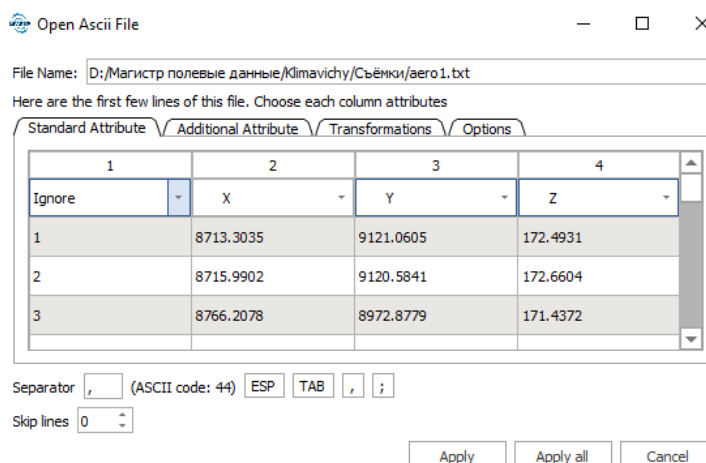 Open Ascii File
File Name: D:/Магистр полевые данные/Klimavichy/Съёмки/aero1.txt
Here are the first few lines of this file. Choose each column attributes
Standard Attribute Additional Attribute Transformations Options
1 2 3 4
Ignore X Y Z
1 8713.3035 9121.0605 172.4931
2 8715.9902 9120.5841 172.6604
3 8766.2078 8972.8779 171.4372
Separator , (ASCII code: 44) ESP TAB , ;
Skip lines 0
Apply Apply all Cancel